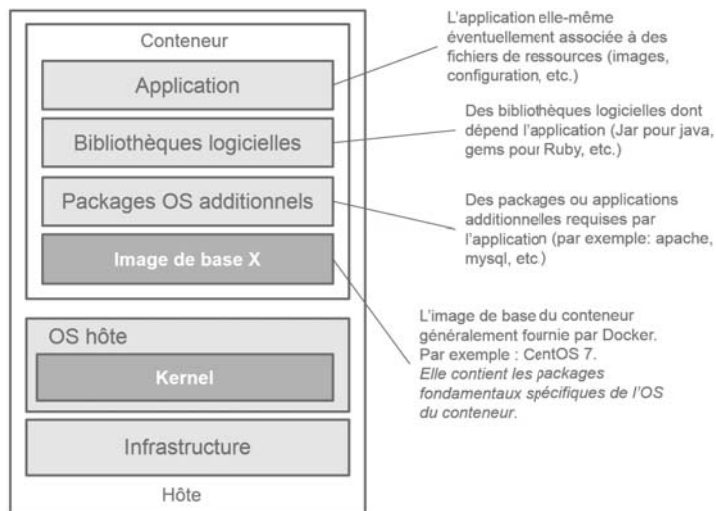 Conteneur
Application
Bibliothèques logicielles
Packages OS additionnels
Image de base X
OS hôte
Kernel
Infrastructure
Hôte
L'application elle-même
éventuellement associée à des
fichiers de ressources (images,
configuration, etc.)
Des bibliothèques logicielles dont
dépend l'application (Jar pour java,
gems pour Ruby, etc.)
Des packages ou applications
additionnelles requises par
l'application (par exemple: apache,
mysql, etc.)
L'image de base du conteneur
généralement fournie par Docker.
Par exemple : CentOS 7.
Elle contient les packages
fondamentaux spécifiques de l'OS
du conteneur.